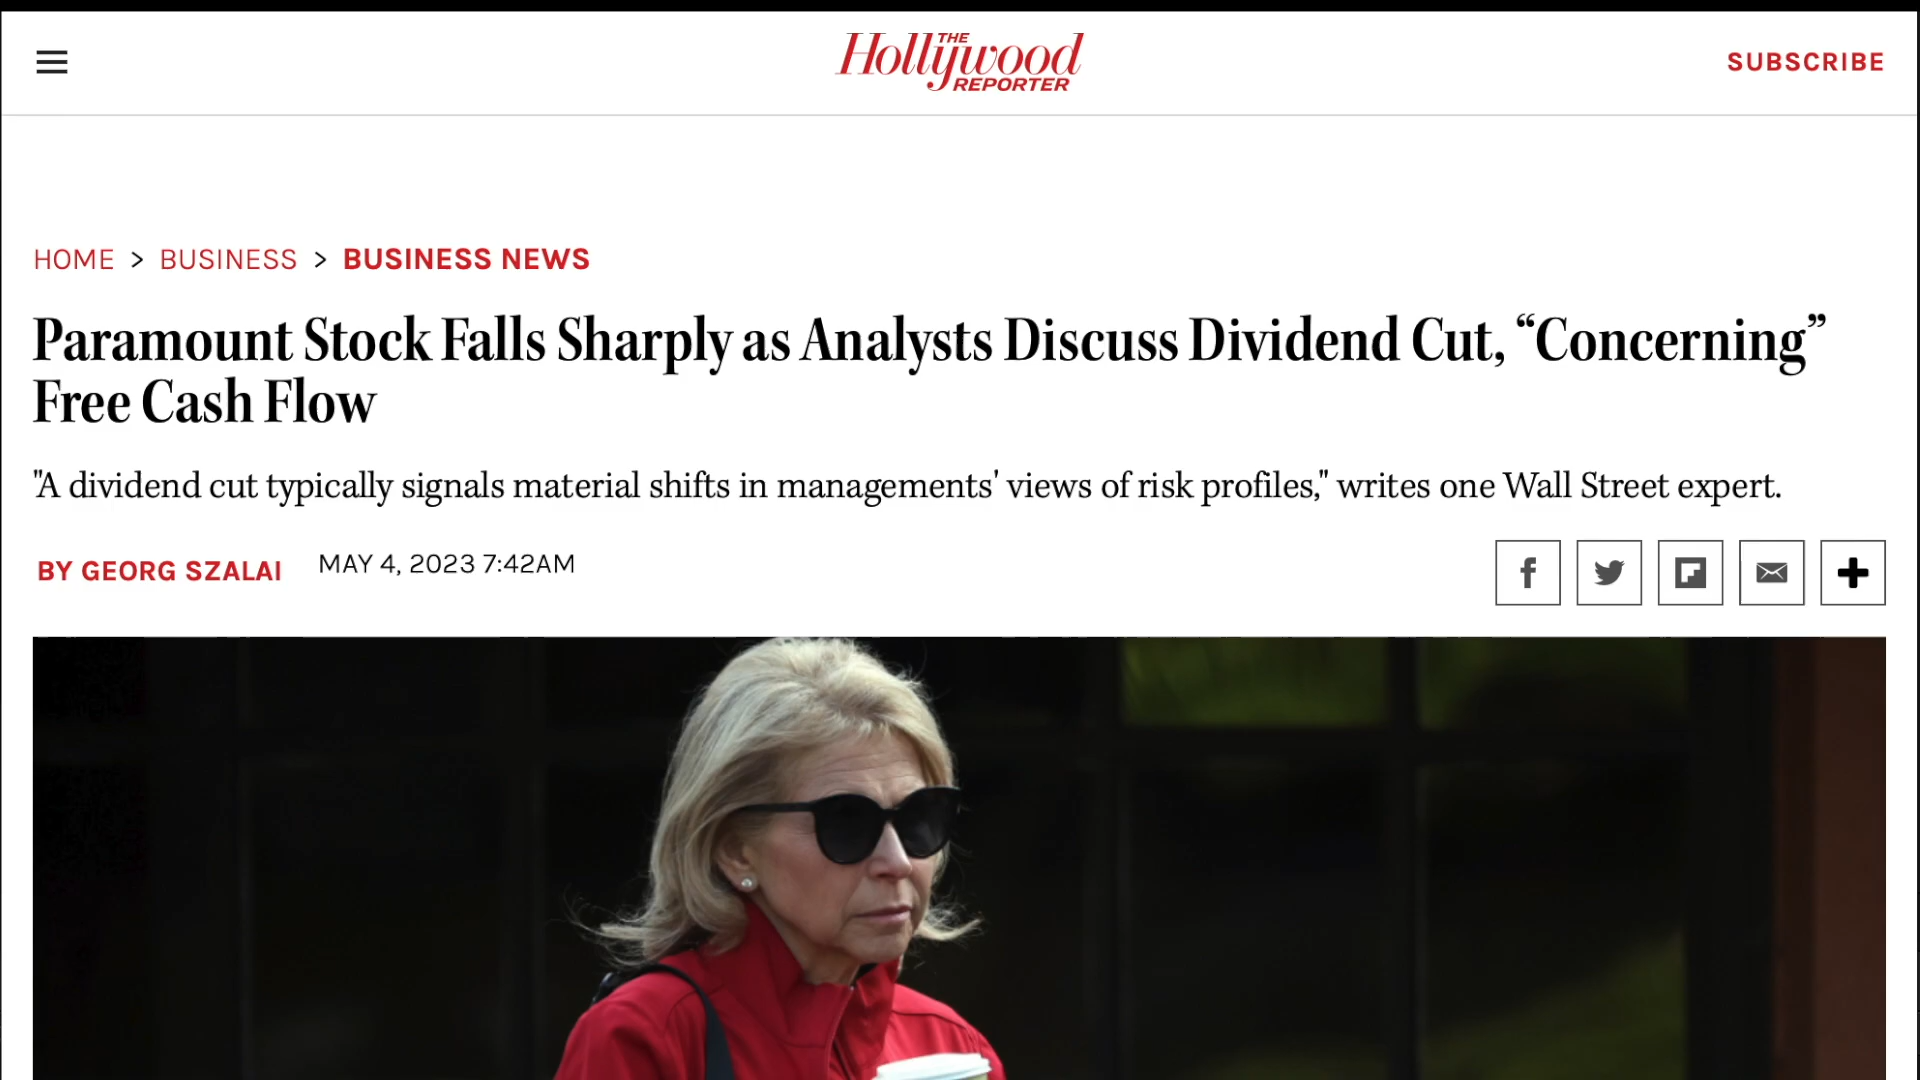 THE
Hollywood
REPORTER
SUBSCRIBE
HOME > BUSINESS > BUSINESS NEWS
Paramount Stock Falls Sharply as Analysts Discuss Dividend Cut, “Concerning”
Free Cash Flow
"A dividend cut typically signals material shifts in managements' views of risk profiles," writes one Wall Street expert.
BY GEORG SZALAI MAY 4, 2023 7:42AM